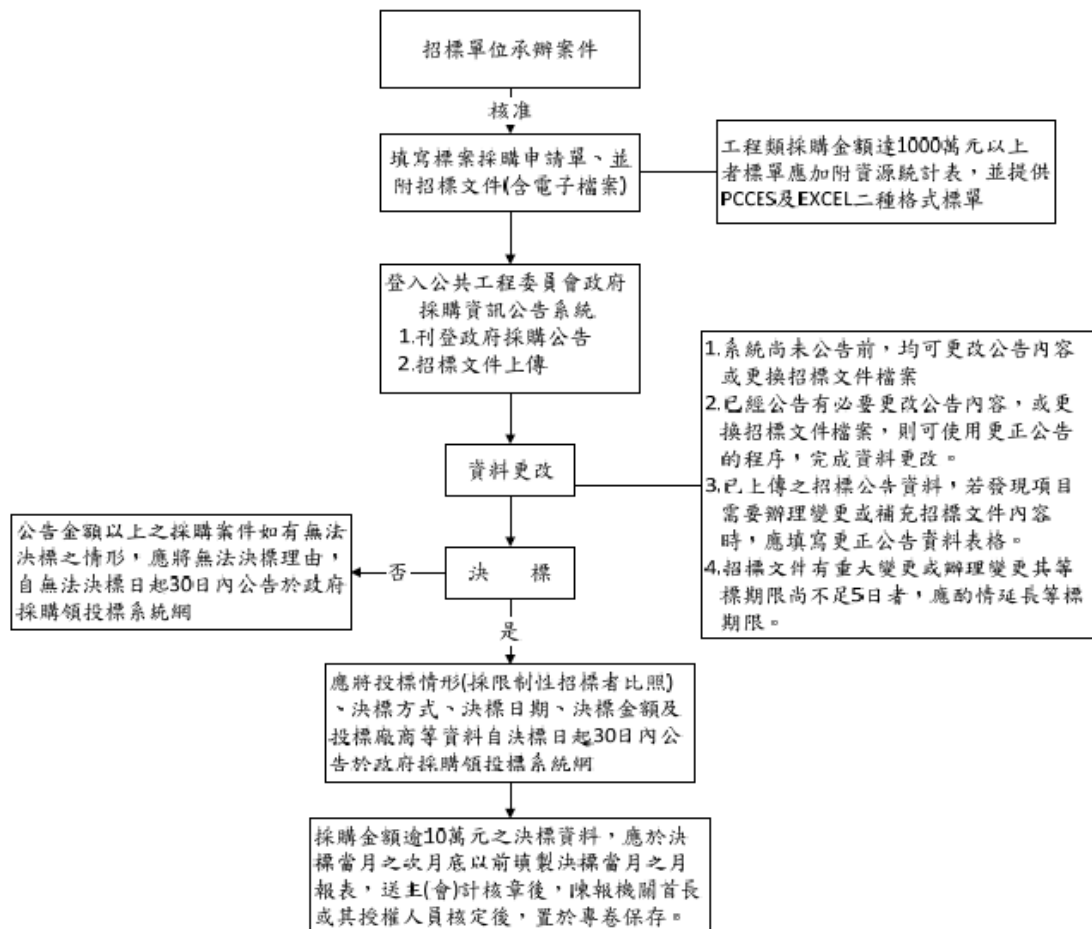 招標單位承辦案件
核准
填寫標案採購申請單、並
附招標文件(含電子檔案)
工程類採購金額達1000萬元以上
者標單應加附資源統計表，並提供
PCCES及EXCEL二種格式標單
登入公共工程委員會政府
採購資訊公告系統
1.刊登政府採購公告
2.招標文件上傳
資料更改
1.系統尚未公告前，均可更改公告內容
或更換招標文件檔案
2.已經公告有必要更改公告內容，或更
換招標文件檔案，則可使用更正公告
的程序，完成資料更改。
3.已上傳之招標公告資料，若發現項目
需要辦理變更或補充招標文件內容
時，應填寫更正公告資料表格。
4.招標文件有重大變更或辦理變更其等
標期限尚不足5日者，應酌情延長等標
期限。
決　標
否
公告金額以上之採購案件如有無法
決標之情形，應將無法決標理由，
自無法決標日起30日內公告於政府
採購領投標系統網
是
應將投標情形(採限制性招標者比照)
、決標方式、決標日期、決標金額及
投標廠商等資料自決標日起30日內公
告於政府採購領投標系統網
採購金額逾10萬元之決標資料，應於決
標當月之次月底以前填製決標當月之月
報表，送主(會)計核章後，陳報機關首長
或其授權人員核定後，置於專卷保存。